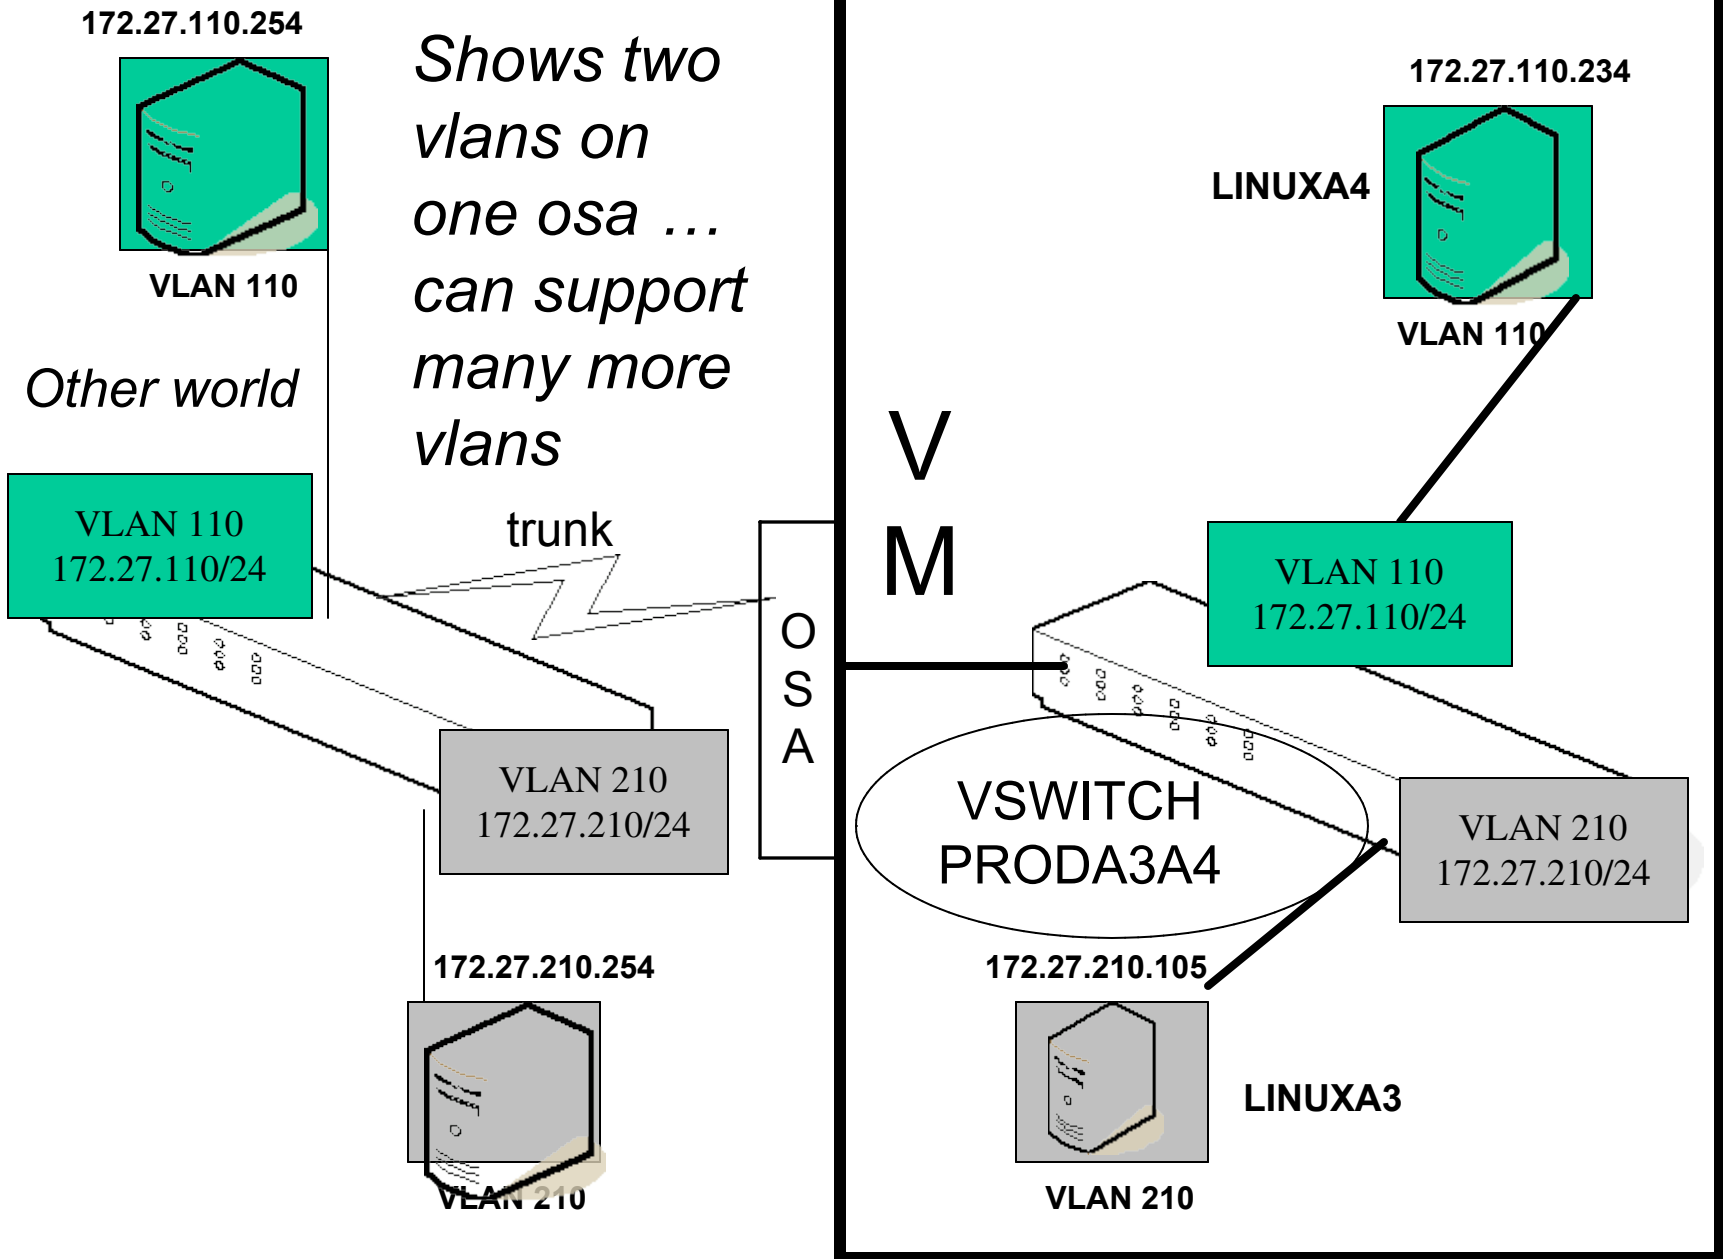 172.27.110.254
VLAN 110
Other world
Shows two
vlans on
one osa …
can support
many more
vlans
VLAN 110
172.27.110/24
trunk
O
S
A
VLAN 210
172.27.210/24
172.27.210.254
VLAN 210
V
M
172.27.110.234
LINUXA4
VLAN 110
VLAN 110
172.27.110/24
VSWITCH
PRODA3A4
VLAN 210
172.27.210/24
172.27.210.105
LINUXA3
VLAN 210